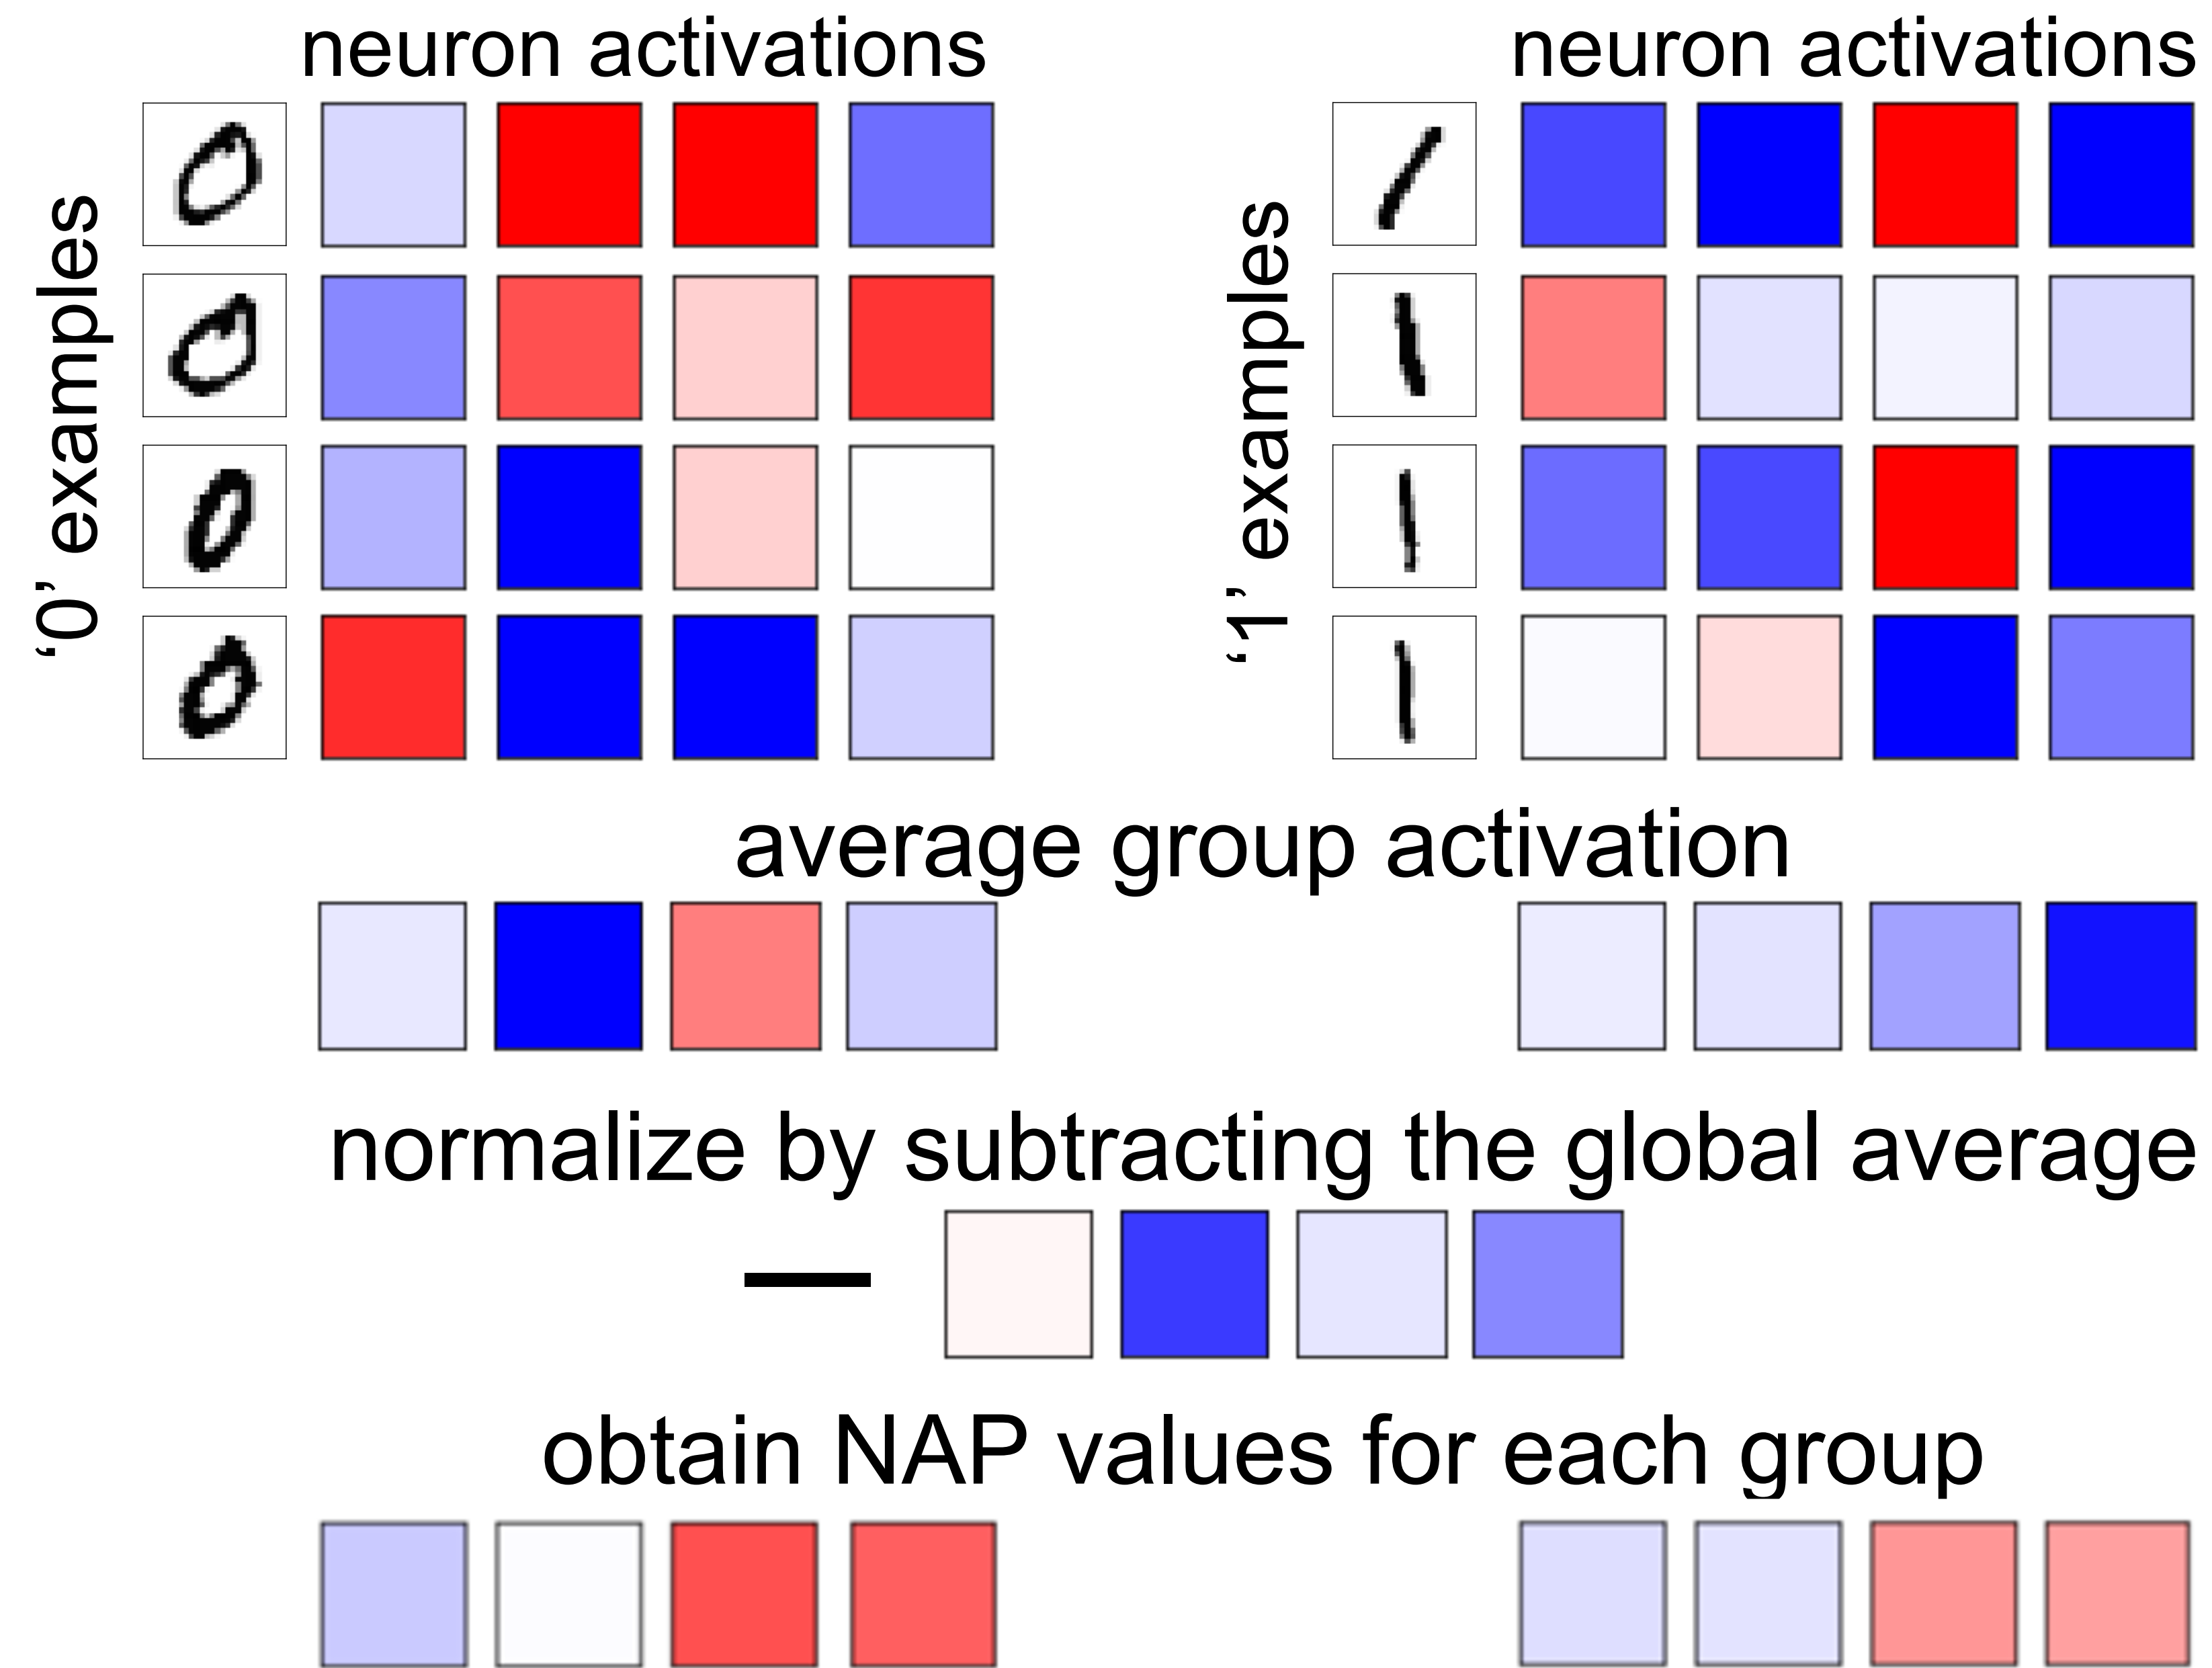 neuron activations
neuron activations
‘0’ examples
‘1’ examples
average group activation
normalize by subtracting the global average
—
obtain NAP values for each group